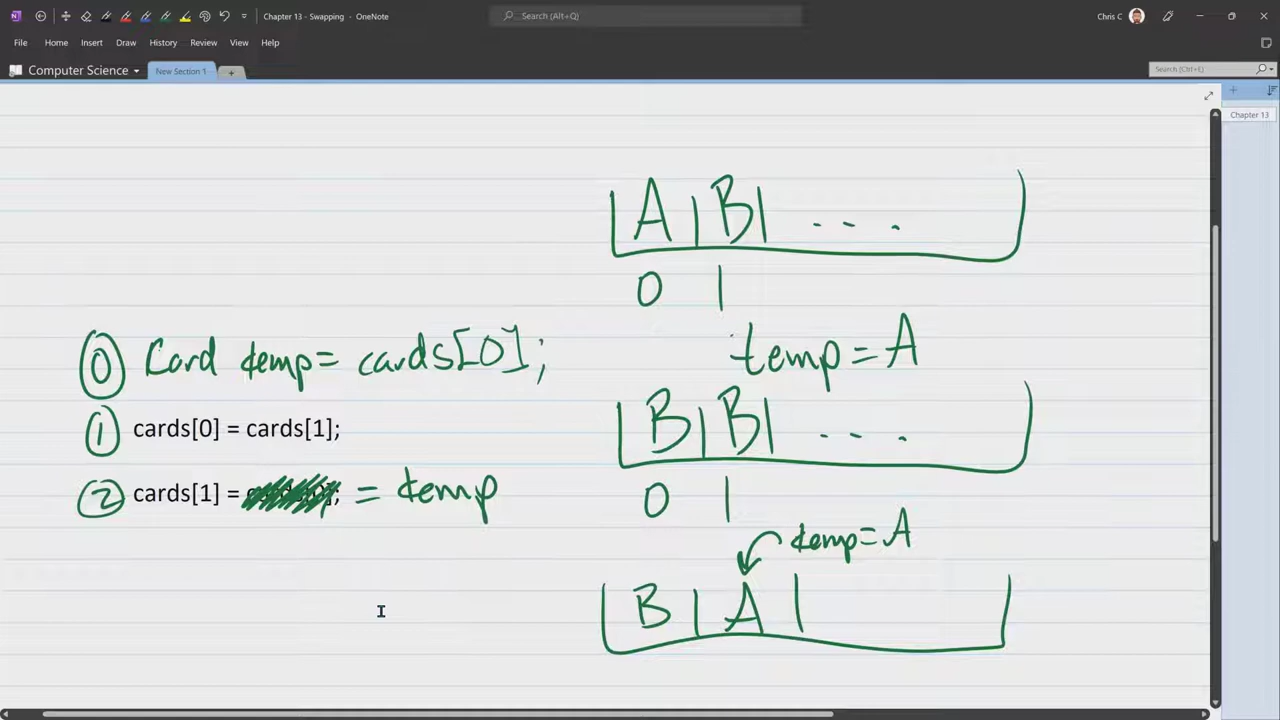 Chapter 13 - Swapping - OneNote
Search (Alt+Q)
Chris C
File Home Insert Draw History Review View Help
Computer Science
New Section 1
+
Search (Ctrl+E)
Chapter 13
A | B | - - - .
0 1
0 Card temp = cards[0];
temp = A
1 cards[0] = cards[1];
B | B | - - - .
0 1
2 cards[1] = = temp
temp = A
B | A |